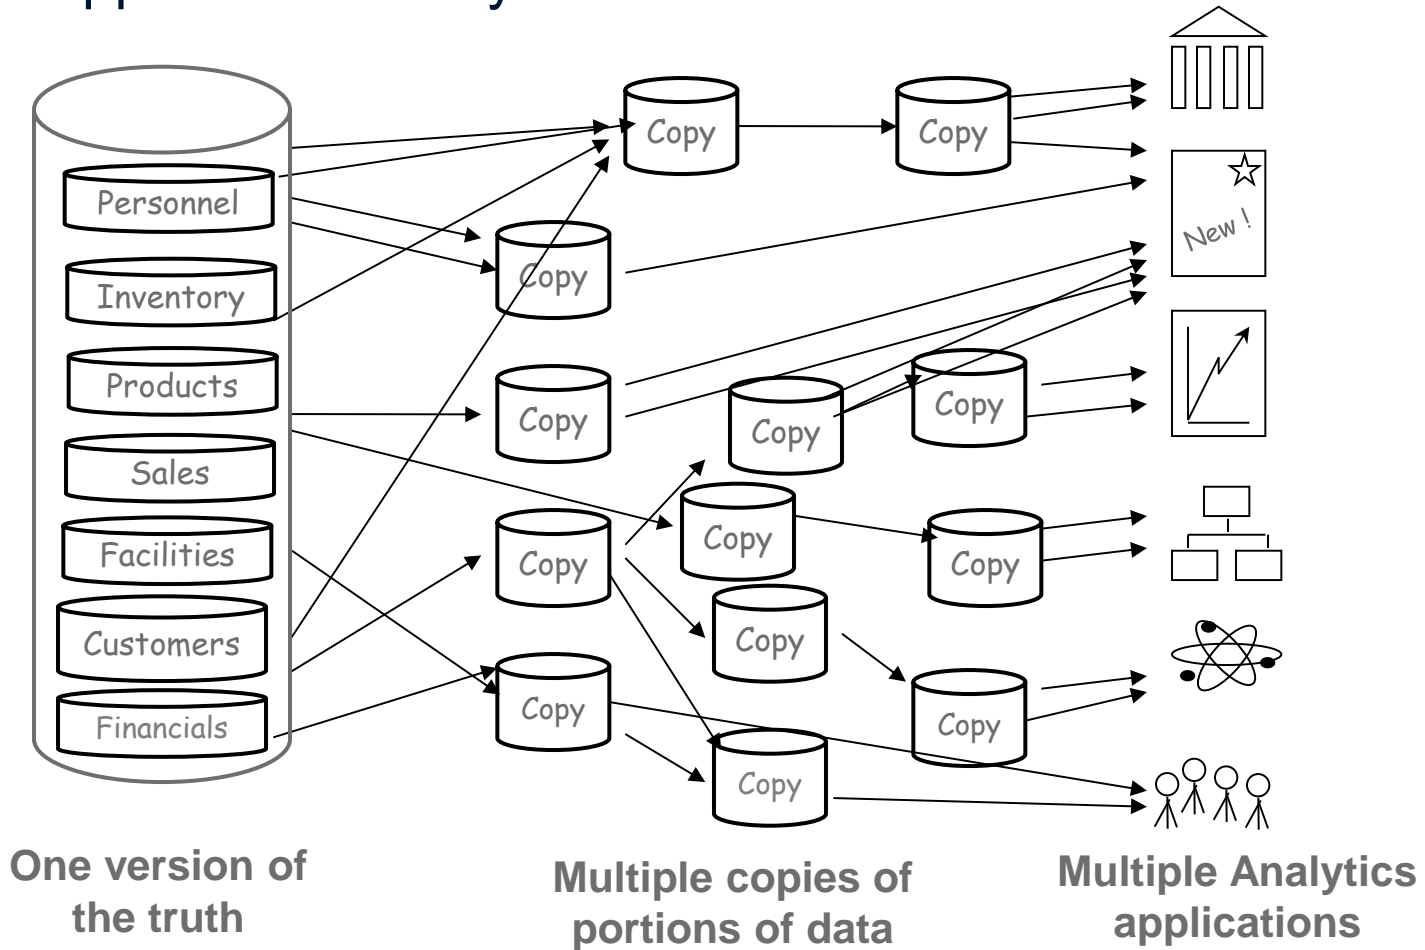 Personnel
Inventory
Products
Sales
Facilities
Customers
Financials
Copy
Copy
Copy
Copy
Copy
Copy
Copy
Copy
Copy
Copy
Copy
Copy
Copy
New !
One version of
the truth
Multiple copies of
portions of data
Multiple Analytics
applications